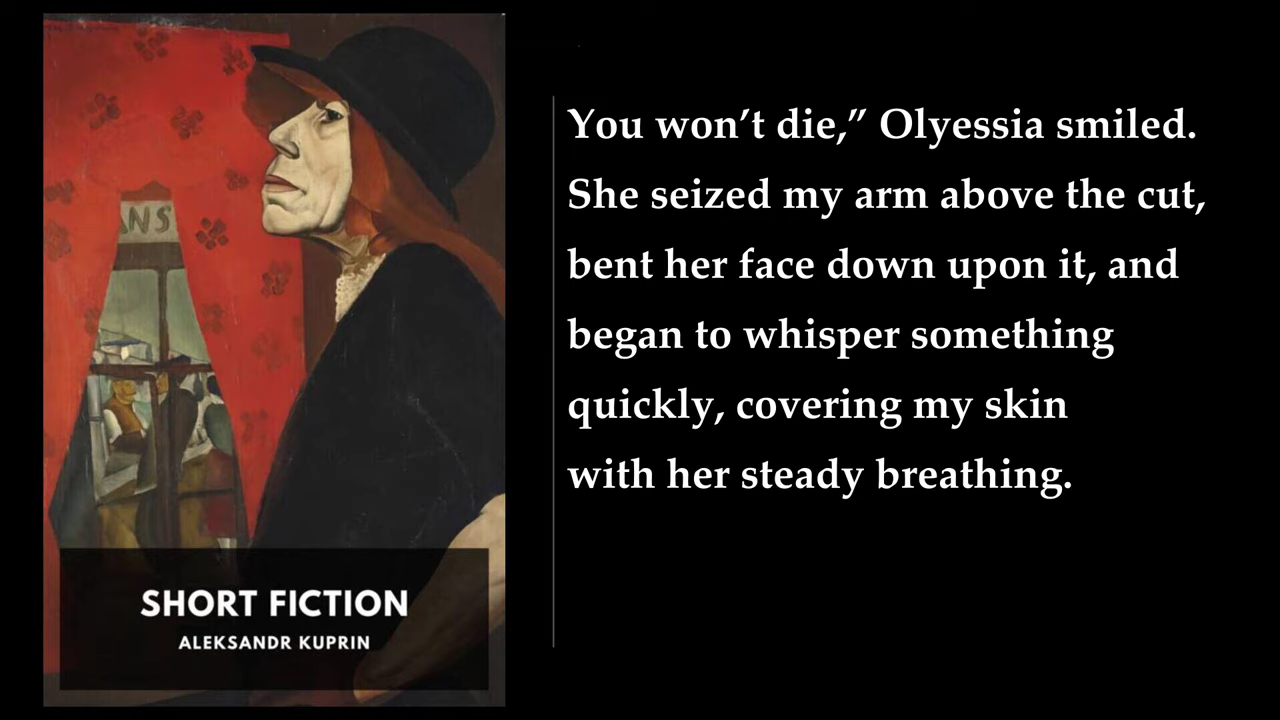 ANS
SHORT FICTION
ALEKSANDR KUPRIN
You won’t die,” Olyessia smiled.
She seized my arm above the cut,
bent her face down upon it, and
began to whisper something
quickly, covering my skin
with her steady breathing.